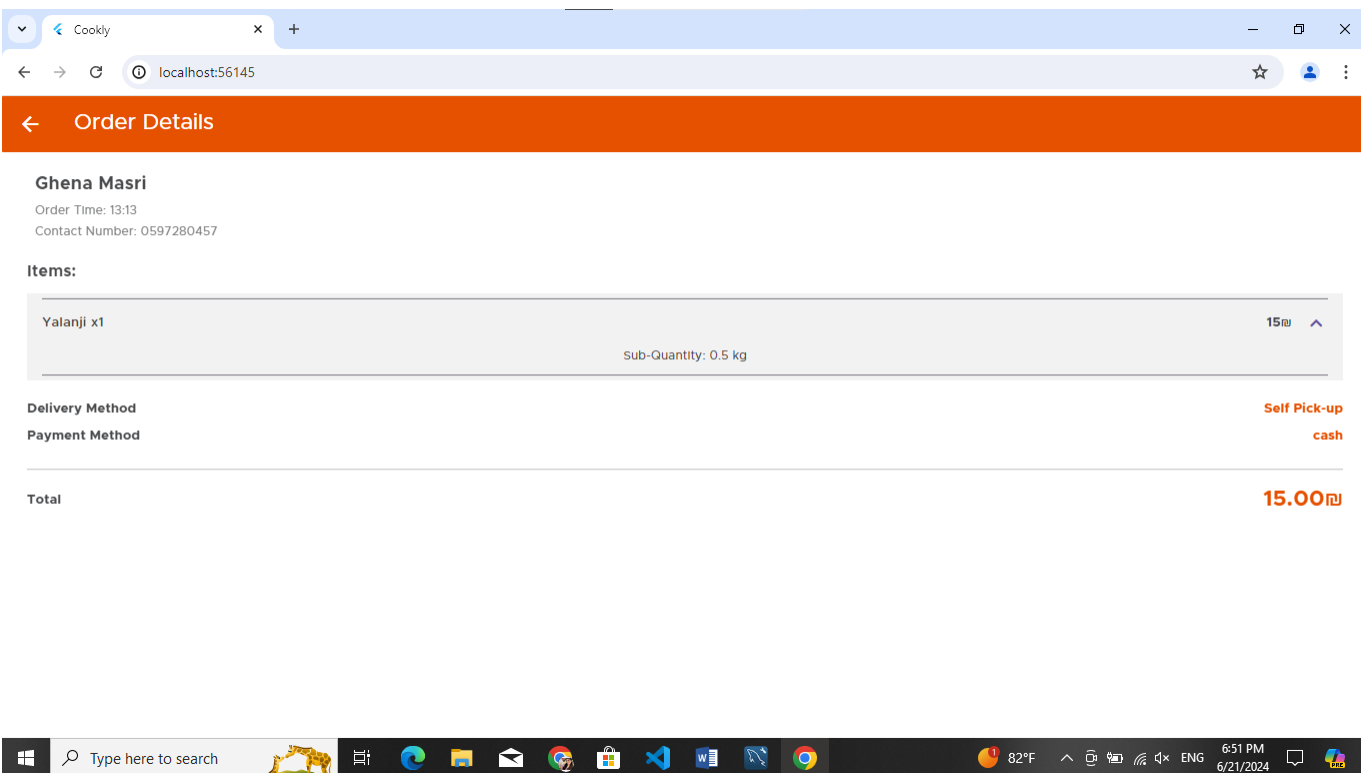 Cookly
localhost:56145
Order Details
Ghena Masri
Order Time: 13:13
Contact Number: 0597280457
Items:
Yalanji x1 15₪
Sub-Quantity: 0.5 kg
Delivery Method Self Pick-up
Payment Method cash
Total 15.00₪
Type here to search 1 82°F ENG 6:51 PM
6/21/2024
PRE